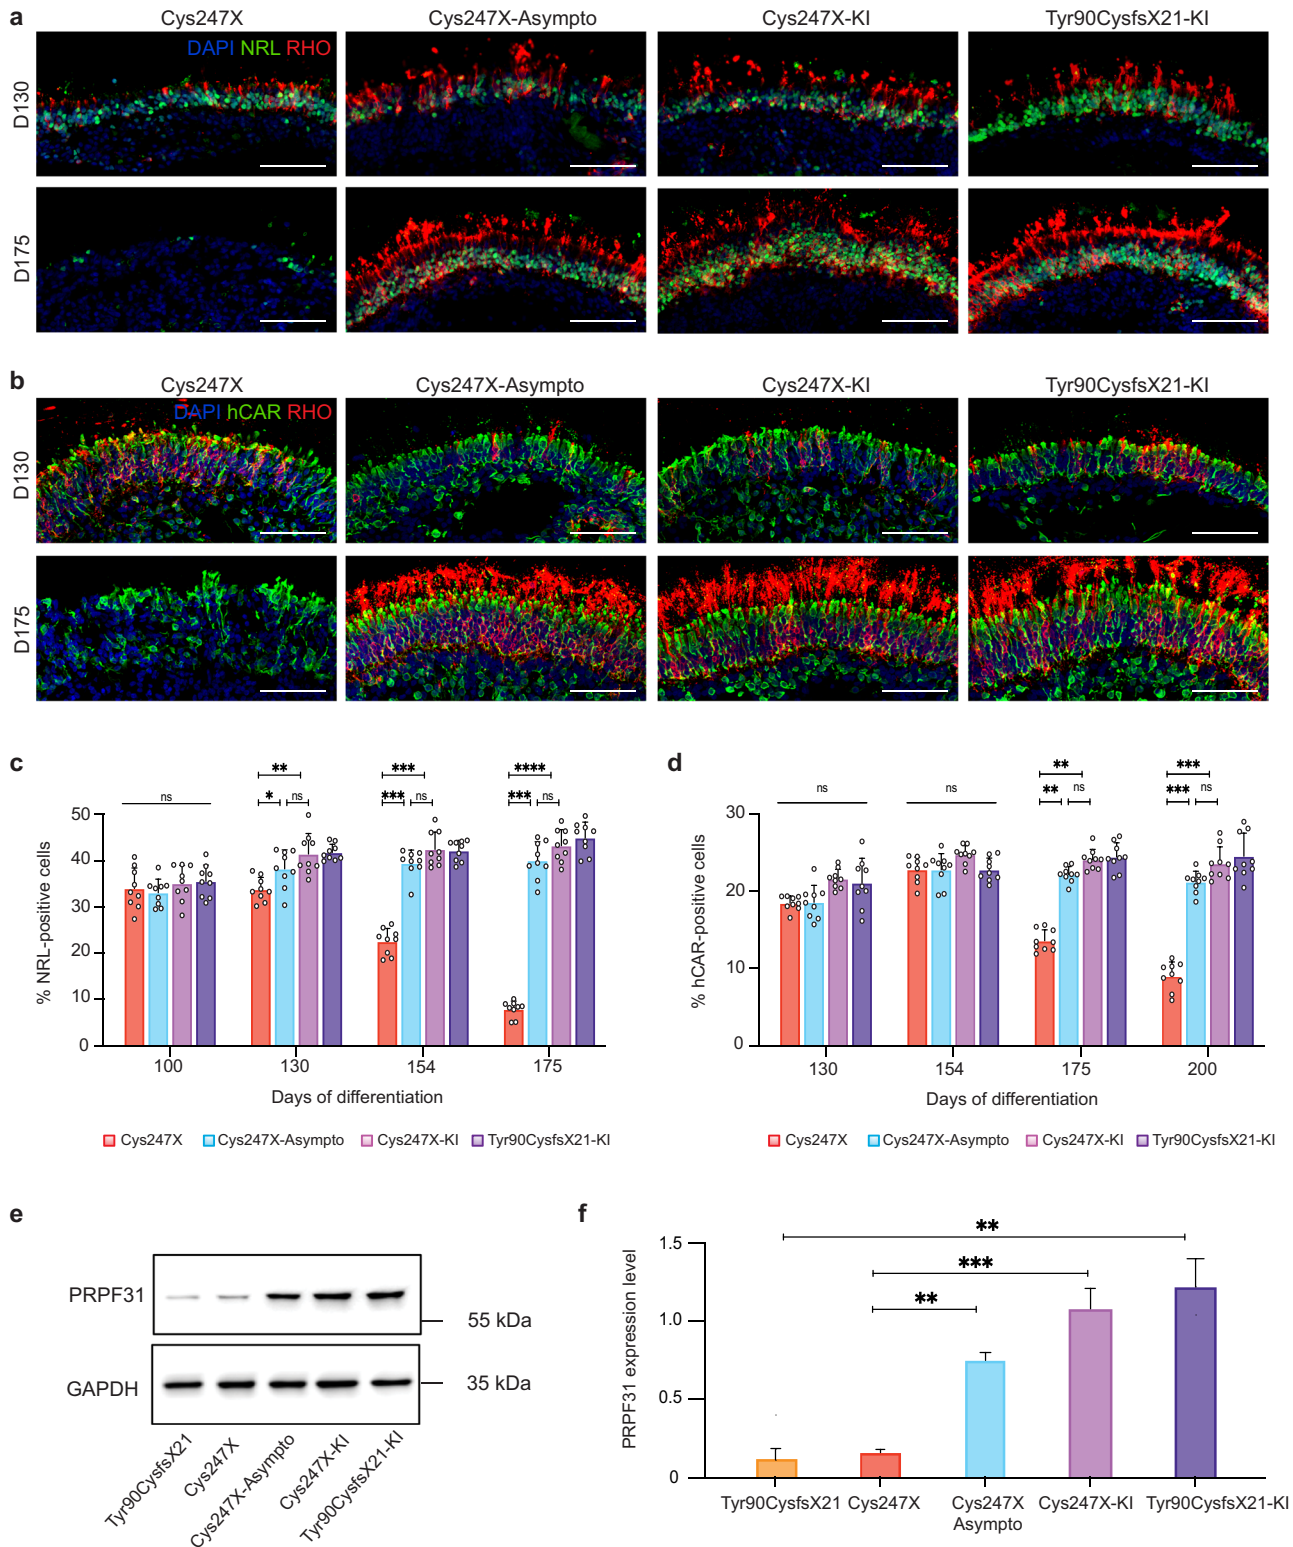 a
Cys247X Cys247X-Asympto Cys247X-KI Tyr90CysfsX21-KI
DAPI NRL RHO
D130
D175
b
Cys247X Cys247X-Asympto Cys247X-KI Tyr90CysfsX21-KI
DAPI hCAR RHO
D130
D175
c
% NRL-positive cells
50
40
30
20
10
0
ns
** * ns
*** *** ns
**** *** ns
100 130 154 175
Days of differentiation
Cys247X Cys247X-Asympto Cys247X-KI Tyr90CysfsX21-KI
d
% hCAR-positive cells
30
20
10
0
ns
ns
** ** ns
*** *** ns
130 154 175 200
Days of differentiation
Cys247X Cys247X-Asympto Cys247X-KI Tyr90CysfsX21-KI
e
PRPF31
55 kDa
GAPDH
35 kDa
Tyr90CysfsX21
Cys247X
Cys247X-Asympto
Cys247X-KI
Tyr90CysfsX21-KI
f
PRPF31 expression level
1.5
1.0
0.5
0
**
***
**
Tyr90CysfsX21 Cys247X Cys247X Cys247X-KI Tyr90CysfsX21-KI
Asympto